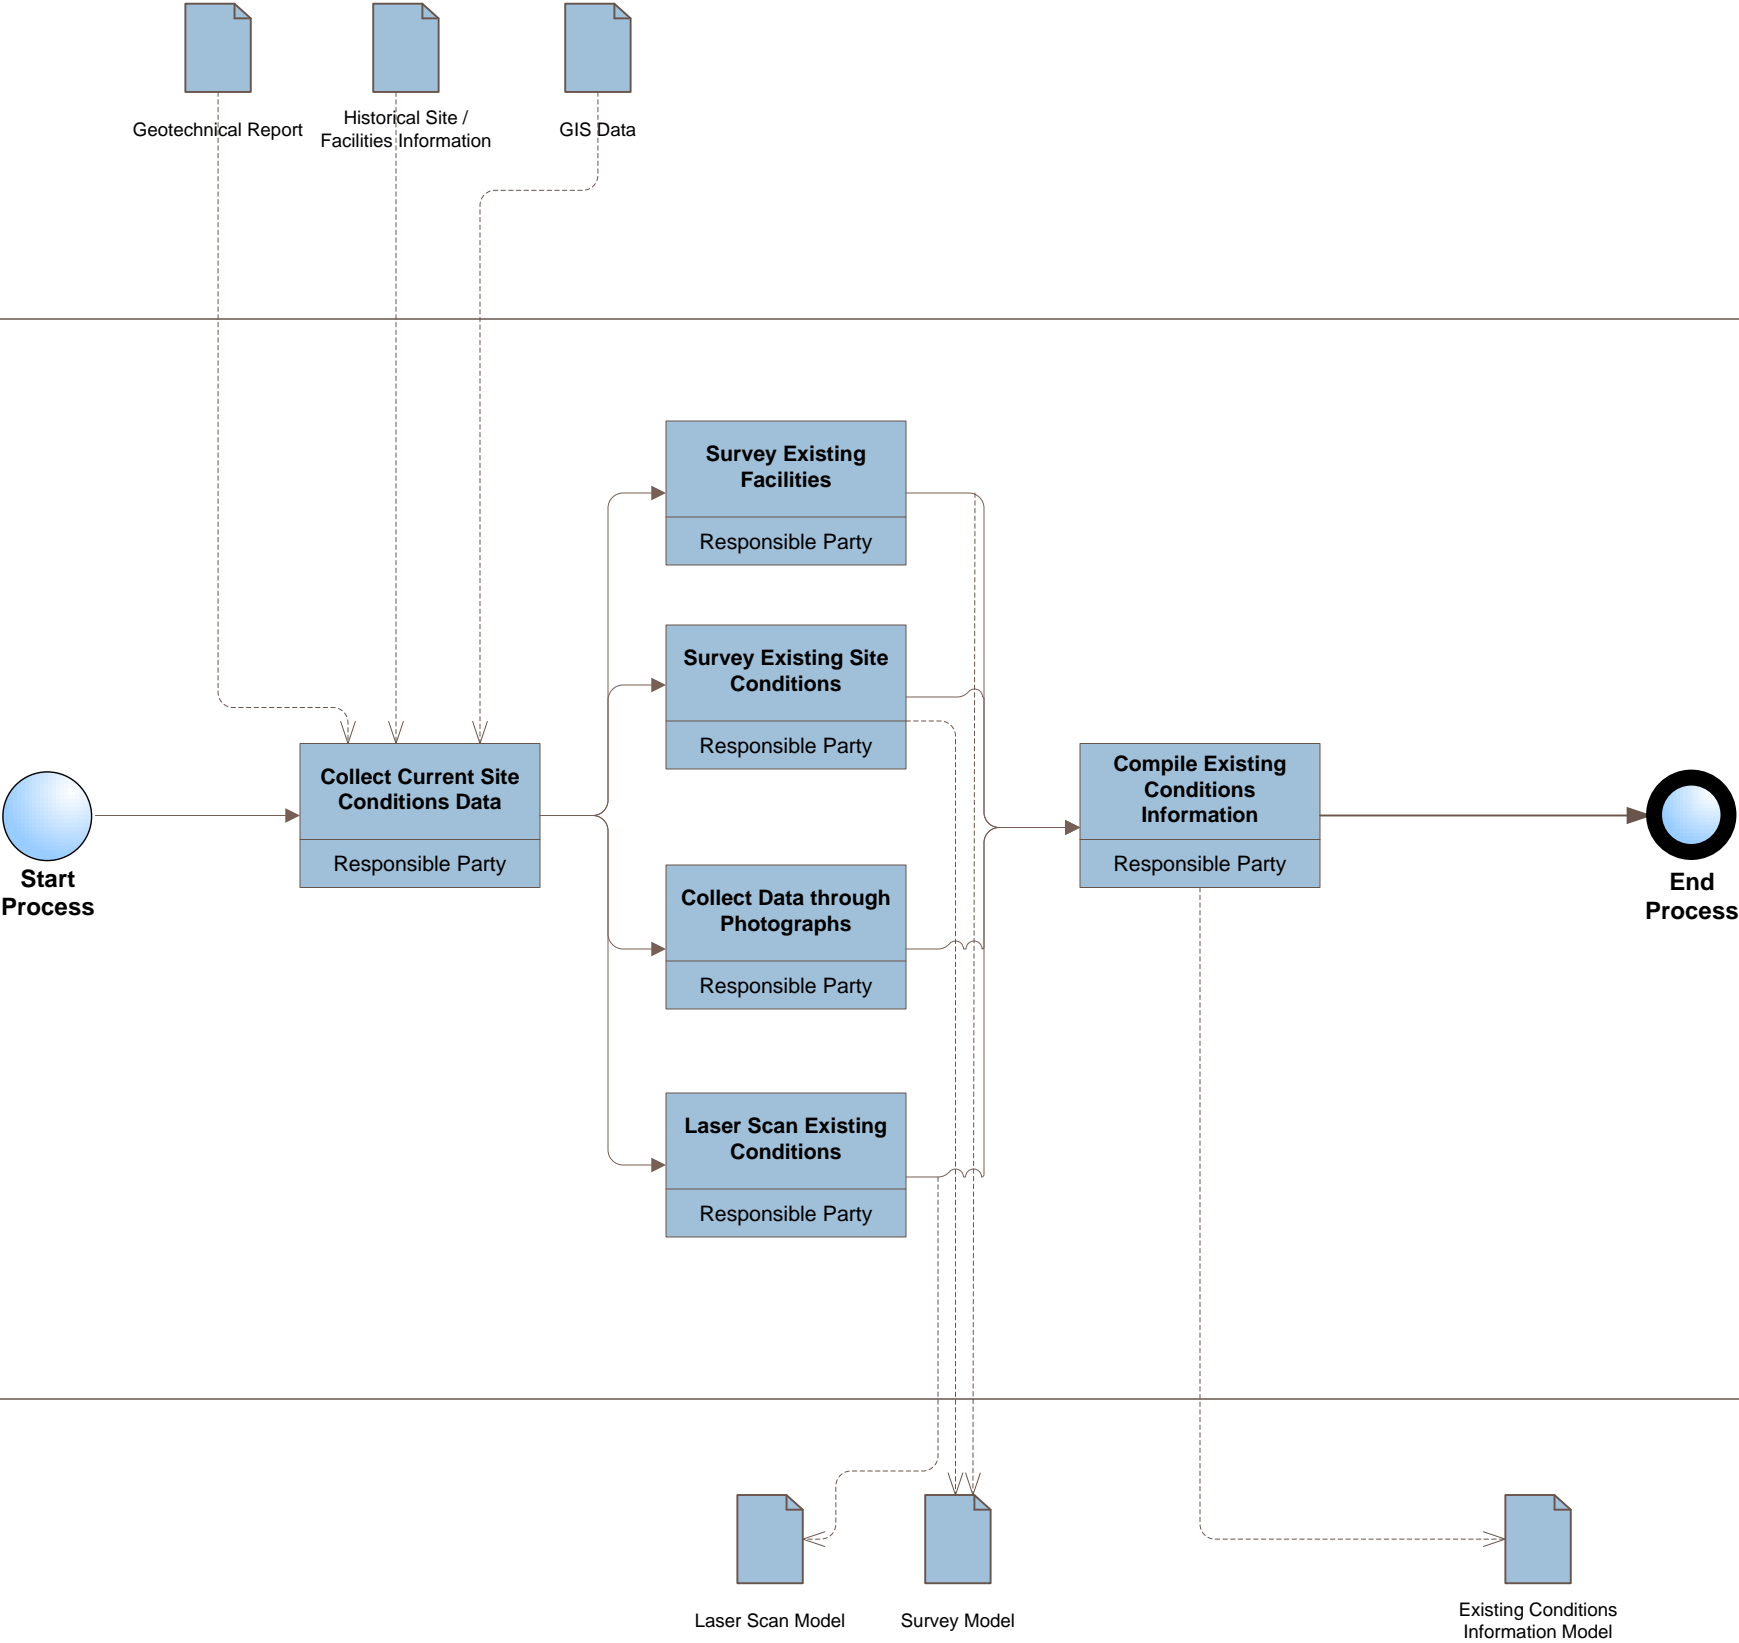 Geotechnical Report
Historical Site /
Facilities Information
GIS Data
Survey Existing
Facilities
Responsible Party
Survey Existing Site
Conditions
Responsible Party
Start
Process
Collect Current Site
Conditions Data
Responsible Party
Compile Existing
Conditions
Information
Responsible Party
End
Process
Collect Data through
Photographs
Responsible Party
Laser Scan Existing
Conditions
Responsible Party
Laser Scan Model
Survey Model
Existing Conditions
Information Model